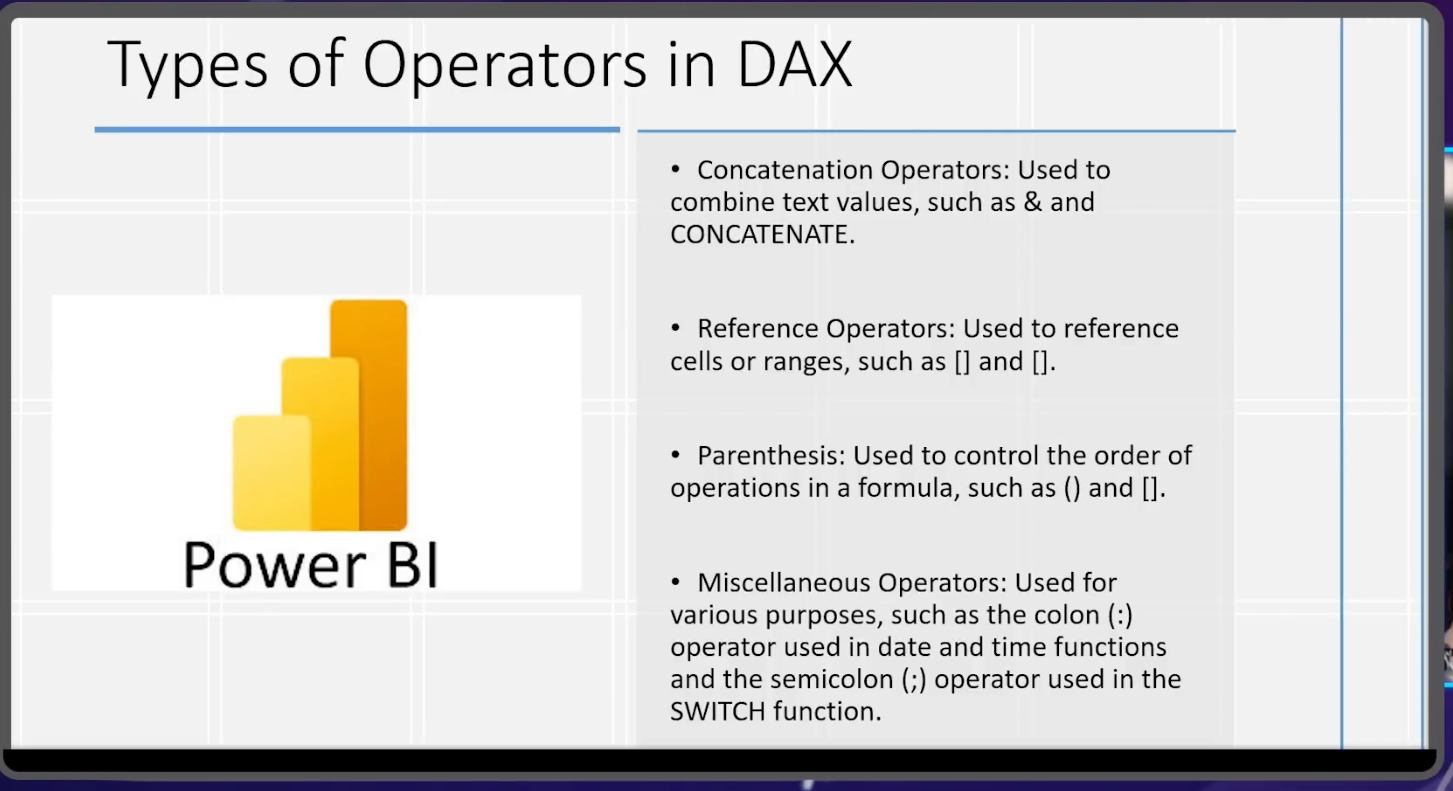 Types of Operators in DAX
• Concatenation Operators: Used to
combine text values, such as & and
CONCATENATE.
• Reference Operators: Used to reference
cells or ranges, such as [] and [].
• Parenthesis: Used to control the order of
operations in a formula, such as () and [].
• Miscellaneous Operators: Used for
various purposes, such as the colon (:)
operator used in date and time functions
and the semicolon (;) operator used in the
SWITCH function.
Power BI